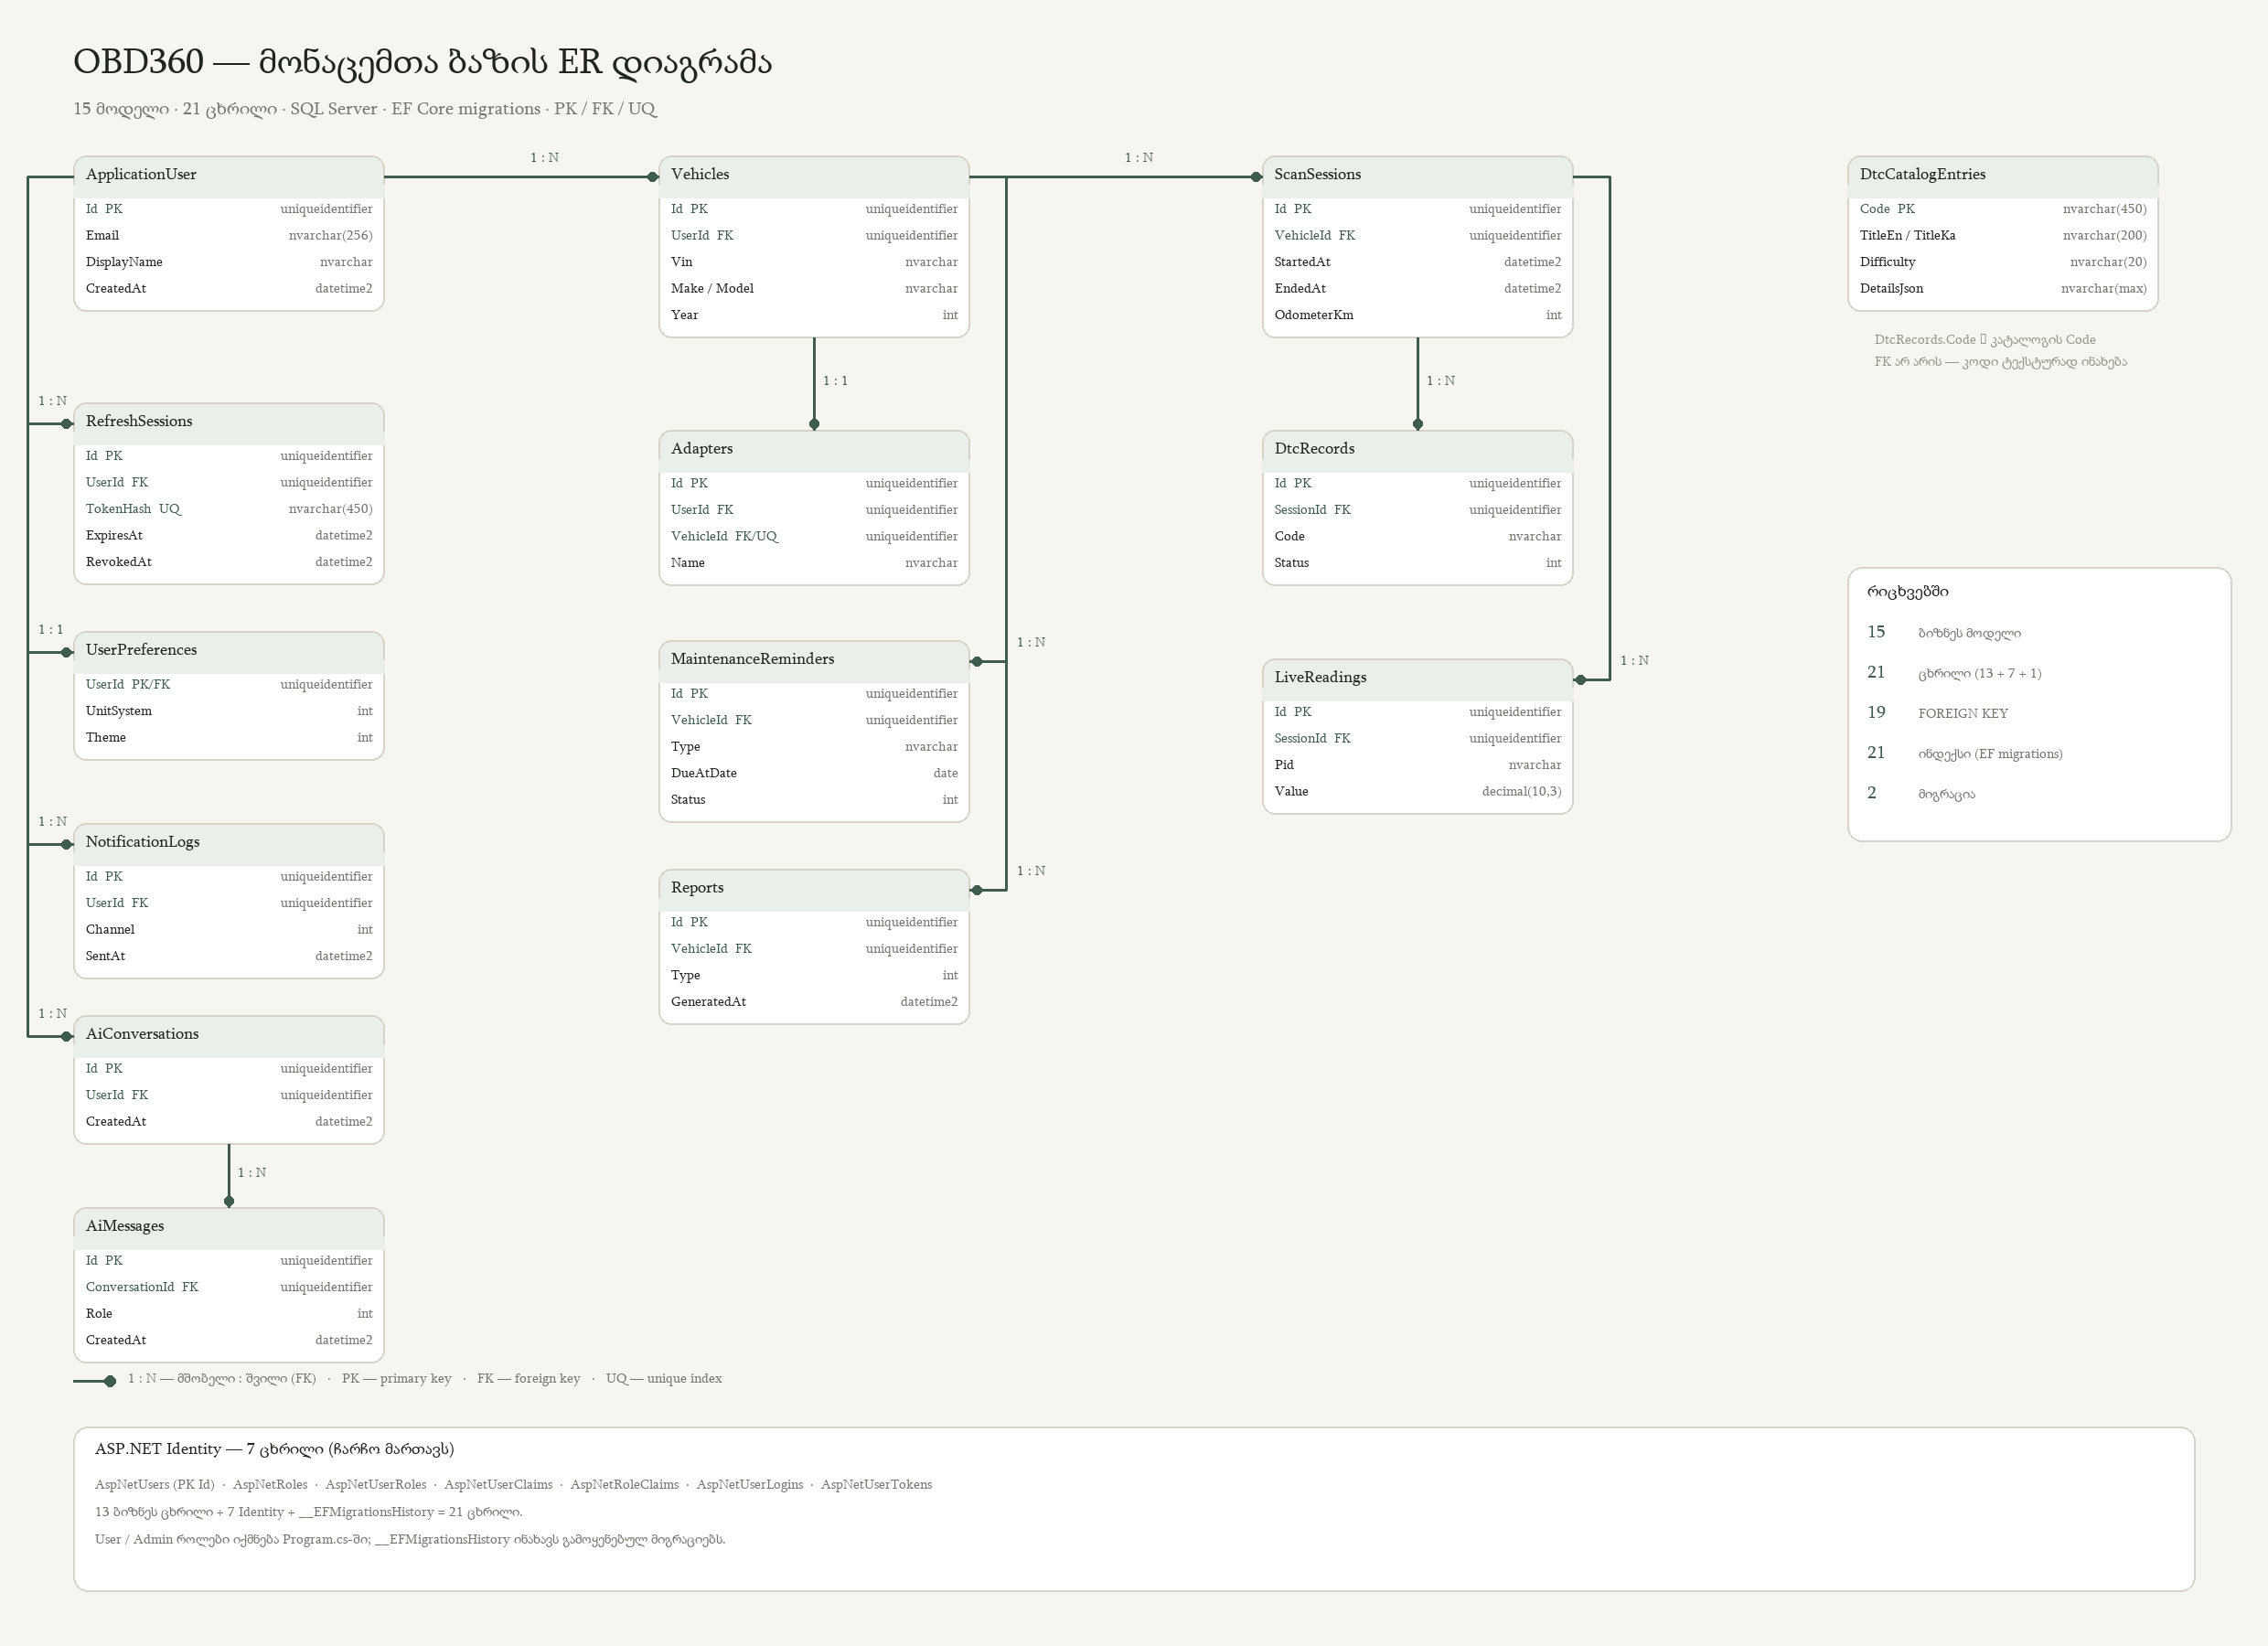 OBD360 — მონაცემთა ბაზის ER დიაგრამა
15 მოდელი · 21 ცხრილი · SQL Server · EF Core migrations · PK / FK / UQ
ApplicationUser
Id PK uniqueidentifier
Email nvarchar(256)
DisplayName nvarchar
CreatedAt datetime2
1 : N
Vehicles
Id PK uniqueidentifier
UserId FK uniqueidentifier
Vin nvarchar
Make / Model nvarchar
Year int
1 : N
ScanSessions
Id PK uniqueidentifier
VehicleId FK uniqueidentifier
StartedAt datetime2
EndedAt datetime2
OdometerKm int
DtcCatalogEntries
Code PK nvarchar(450)
TitleEn / TitleKa nvarchar(200)
Difficulty nvarchar(20)
DetailsJson nvarchar(max)
DtcRecords.Code ▯ კატალოგის Code
FK არ არის — კოდი ტექსტურად ინახება
1 : N
RefreshSessions
Id PK uniqueidentifier
UserId FK uniqueidentifier
TokenHash UQ nvarchar(450)
ExpiresAt datetime2
RevokedAt datetime2
1 : 1
Adapters
Id PK uniqueidentifier
UserId FK uniqueidentifier
VehicleId FK/UQ uniqueidentifier
Name nvarchar
1 : N
DtcRecords
Id PK uniqueidentifier
SessionId FK uniqueidentifier
Code nvarchar
Status int
1 : 1
UserPreferences
UserId PK/FK uniqueidentifier
UnitSystem int
Theme int
1 : N
MaintenanceReminders
Id PK uniqueidentifier
VehicleId FK uniqueidentifier
Type nvarchar
DueAtDate date
Status int
1 : N
LiveReadings
Id PK uniqueidentifier
SessionId FK uniqueidentifier
Pid nvarchar
Value decimal(10,3)
რიცხვებში
15 ბიზნეს მოდელი
21 ცხრილი (13 + 7 + 1)
19 FOREIGN KEY
21 ინდექსი (EF migrations)
2 მიგრაცია
1 : N
NotificationLogs
Id PK uniqueidentifier
UserId FK uniqueidentifier
Channel int
SentAt datetime2
1 : N
Reports
Id PK uniqueidentifier
VehicleId FK uniqueidentifier
Type int
GeneratedAt datetime2
1 : N
AiConversations
Id PK uniqueidentifier
UserId FK uniqueidentifier
CreatedAt datetime2
1 : N
AiMessages
Id PK uniqueidentifier
ConversationId FK uniqueidentifier
Role int
CreatedAt datetime2
1 : N — მშობელი : შვილი (FK) · PK — primary key · FK — foreign key · UQ — unique index
ASP.NET Identity — 7 ცხრილი (ჩარჩო მართავს)
AspNetUsers (PK Id) · AspNetRoles · AspNetUserRoles · AspNetUserClaims · AspNetRoleClaims · AspNetUserLogins · AspNetUserTokens
13 ბიზნეს ცხრილი + 7 Identity + __EFMigrationsHistory = 21 ცხრილი.
User / Admin როლები იქმნება Program.cs-ში; __EFMigrationsHistory ინახავს გამოყენებულ მიგრაციებს.